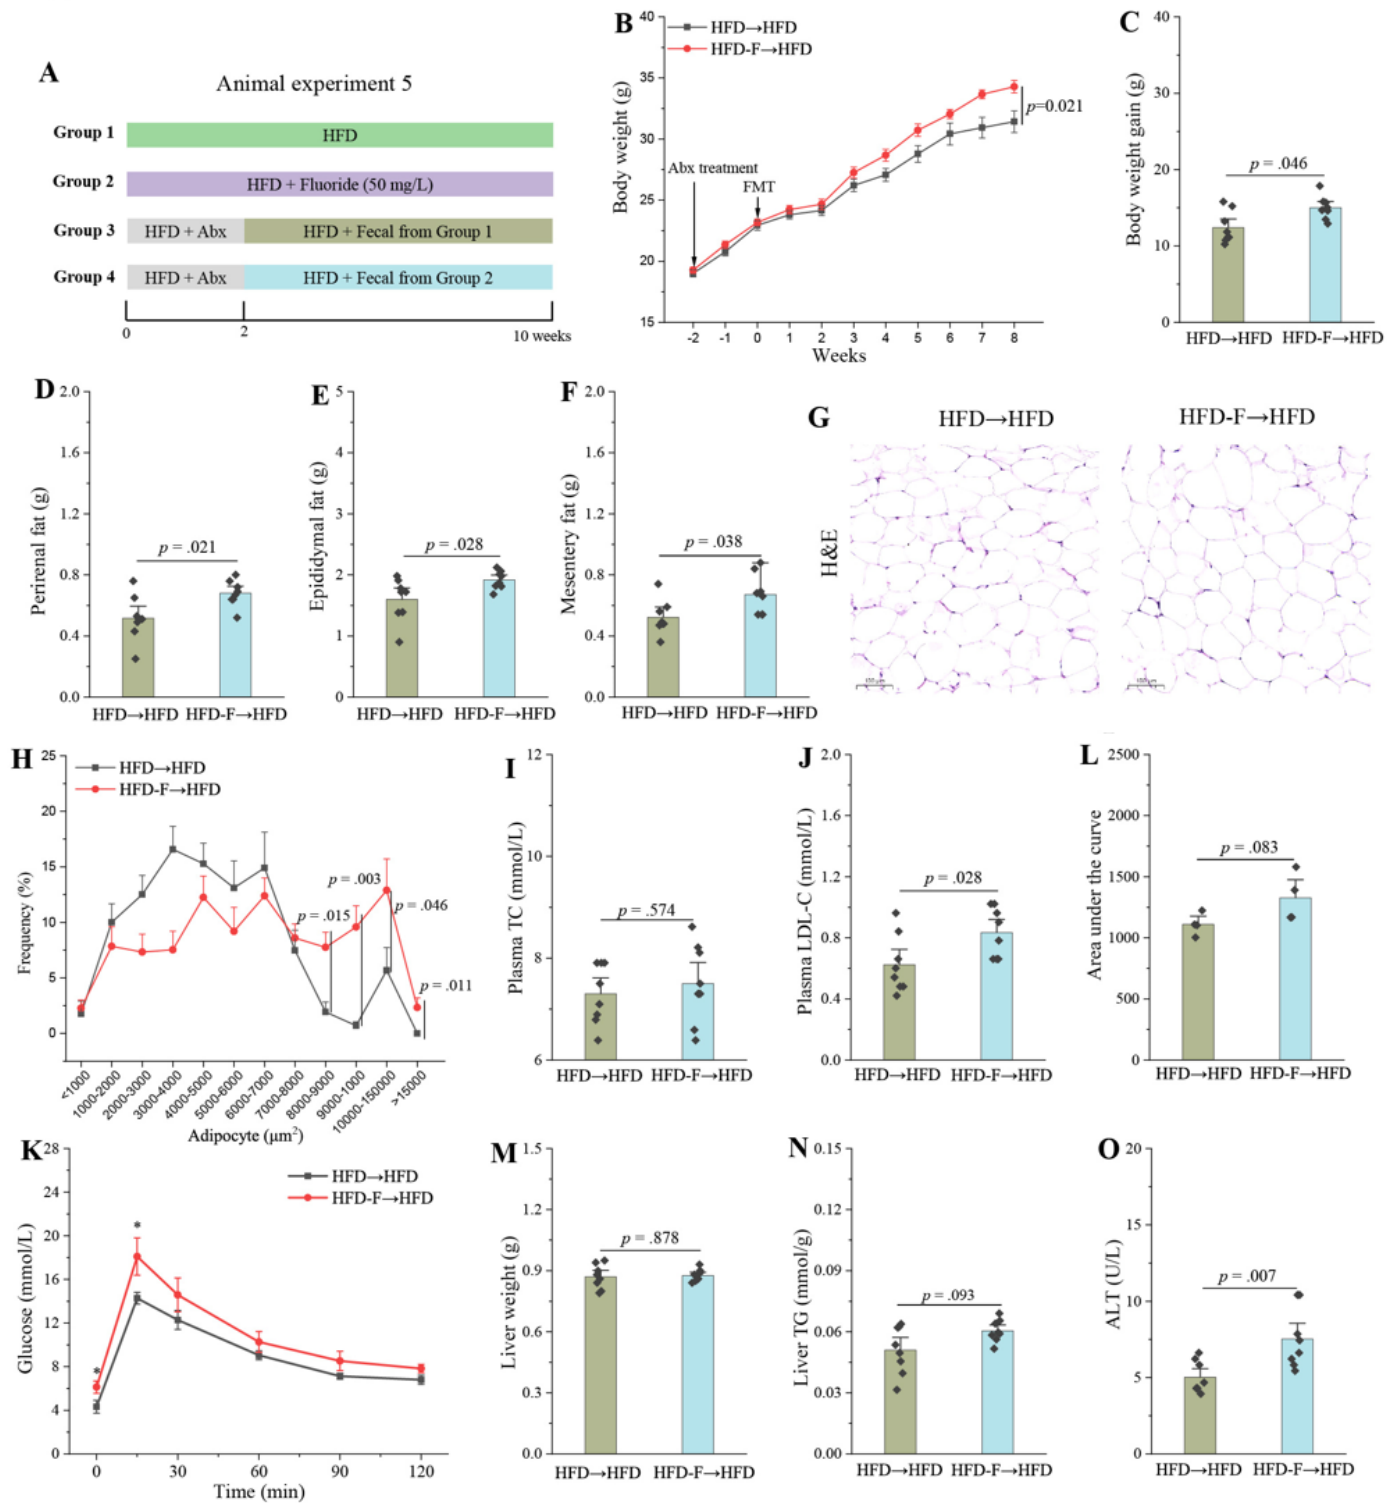 A
Animal experiment 5
Group 1
HFD
Group 2
HFD + Fluoride (50 mg/L)
Group 3
HFD + Abx
HFD + Fecal from Group 1
Group 4
HFD + Abx
HFD + Fecal from Group 2
0
2
10 weeks
B
HFD→HFD
HFD-F→HFD
Body weight (g)
40
35
30
25
20
15
Abx treatment
FMT
p=0.021
-2 -1 0 1 2 3 4 5 6 7 8
Weeks
C
Body weight gain (g)
40
30
20
10
0
p = .046
HFD→HFD HFD-F→HFD
D
Perirenal fat (g)
2.0
1.6
1.2
0.8
0.4
0.0
p = .021
HFD→HFD HFD-F→HFD
E
Epididymal fat (g)
5
4
3
2
1
0
p = .028
HFD→HFD HFD-F→HFD
F
Mesentery fat (g)
2.0
1.6
1.2
0.8
0.4
0.0
p = .038
HFD→HFD HFD-F→HFD
G
HFD→HFD
HFD-F→HFD
H&E
H
HFD→HFD
HFD-F→HFD
Frequency (%)
25
20
15
10
5
0
p = .015
p = .003
p = .046
p = .011
<1000 1000-2000 2000-3000 3000-4000 4000-5000 5000-6000 6000-7000 7000-8000 8000-9000 9000-1000 10000-150000 >15000
Adipocyte (μm²)
I
Plasma TC (mmol/L)
12
10
8
6
p = .574
HFD→HFD HFD-F→HFD
J
Plasma LDL-C (mmol/L)
2.0
1.6
1.2
0.8
0.4
0.0
p = .028
HFD→HFD HFD-F→HFD
L
Area under the curve
2500
2000
1500
1000
500
0
p = .083
HFD→HFD HFD-F→HFD
K
HFD→HFD
HFD-F→HFD
Glucose (mmol/L)
28
24
20
16
12
8
4
0
*
*
0 30 60 90 120
Time (min)
M
Liver weight (g)
1.5
1.2
0.9
0.6
0.3
0.0
p = .878
HFD→HFD HFD-F→HFD
N
Liver TG (mmol/g)
0.15
0.12
0.09
0.06
0.03
0.00
p = .093
HFD→HFD HFD-F→HFD
O
ALT (U/L)
20
15
10
5
0
p = .007
HFD→HFD HFD-F→HFD